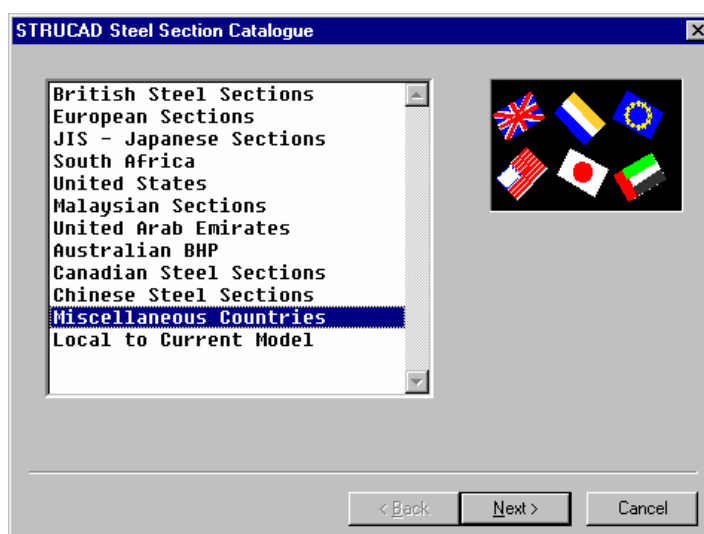 STRUCAD Steel Section Catalogue
British Steel Sections
European Sections
JIS - Japanese Sections
South Africa
United States
Malaysian Sections
United Arab Emirates
Australian BHP
Canadian Steel Sections
Chinese Steel Sections
Miscellaneous Countries
Local to Current Model
< Back
Next >
Cancel